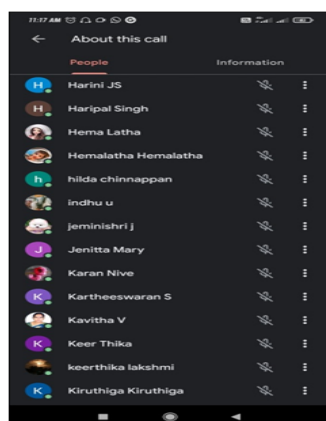 11:17 AM
About this call
People Information
H Harini JS
H Haripal Singh
Hema Latha
Hemalatha Hemalatha
h hilda chinnappan
indhu u
jeminishri j
J Jenitta Mary
Karan Nive
K Kartheeswaran S
Kavitha V
K Keer Thika
keerthika lakshmi
K Kiruthiga Kiruthiga